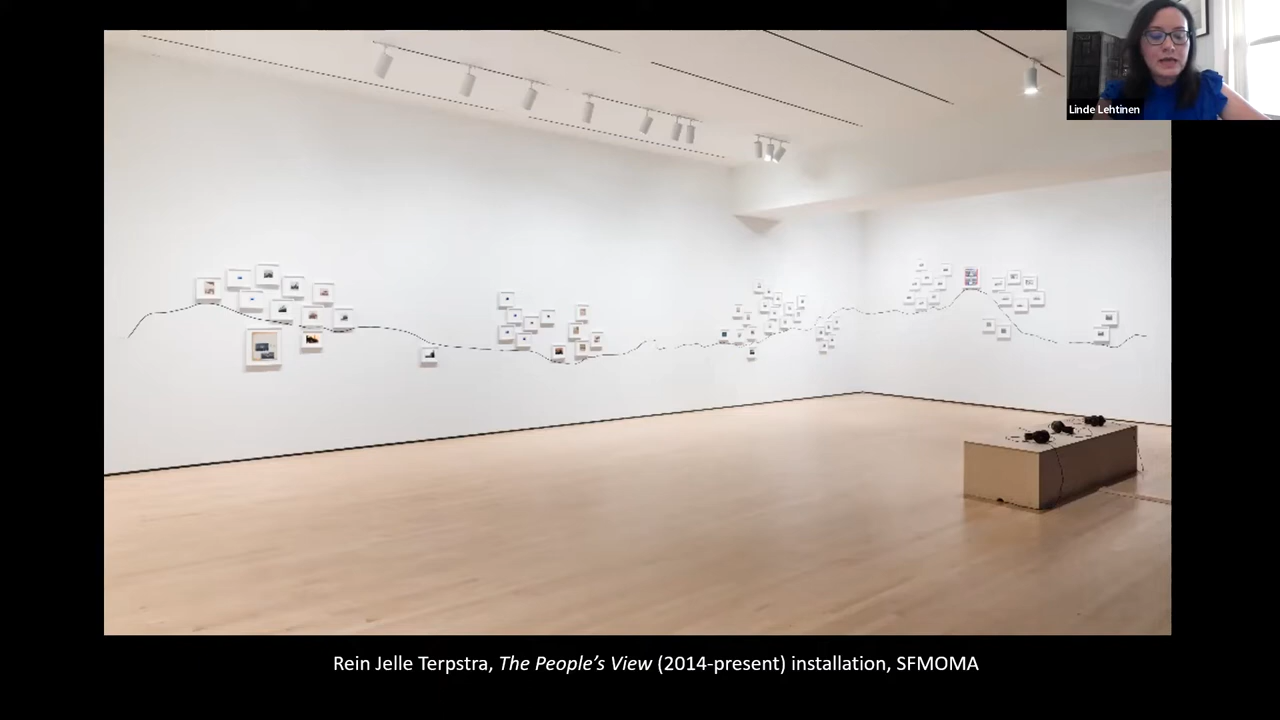 Linde Lehtinen
Rein Jelle Terpstra, The People's View (2014-present) installation, SFMOMA